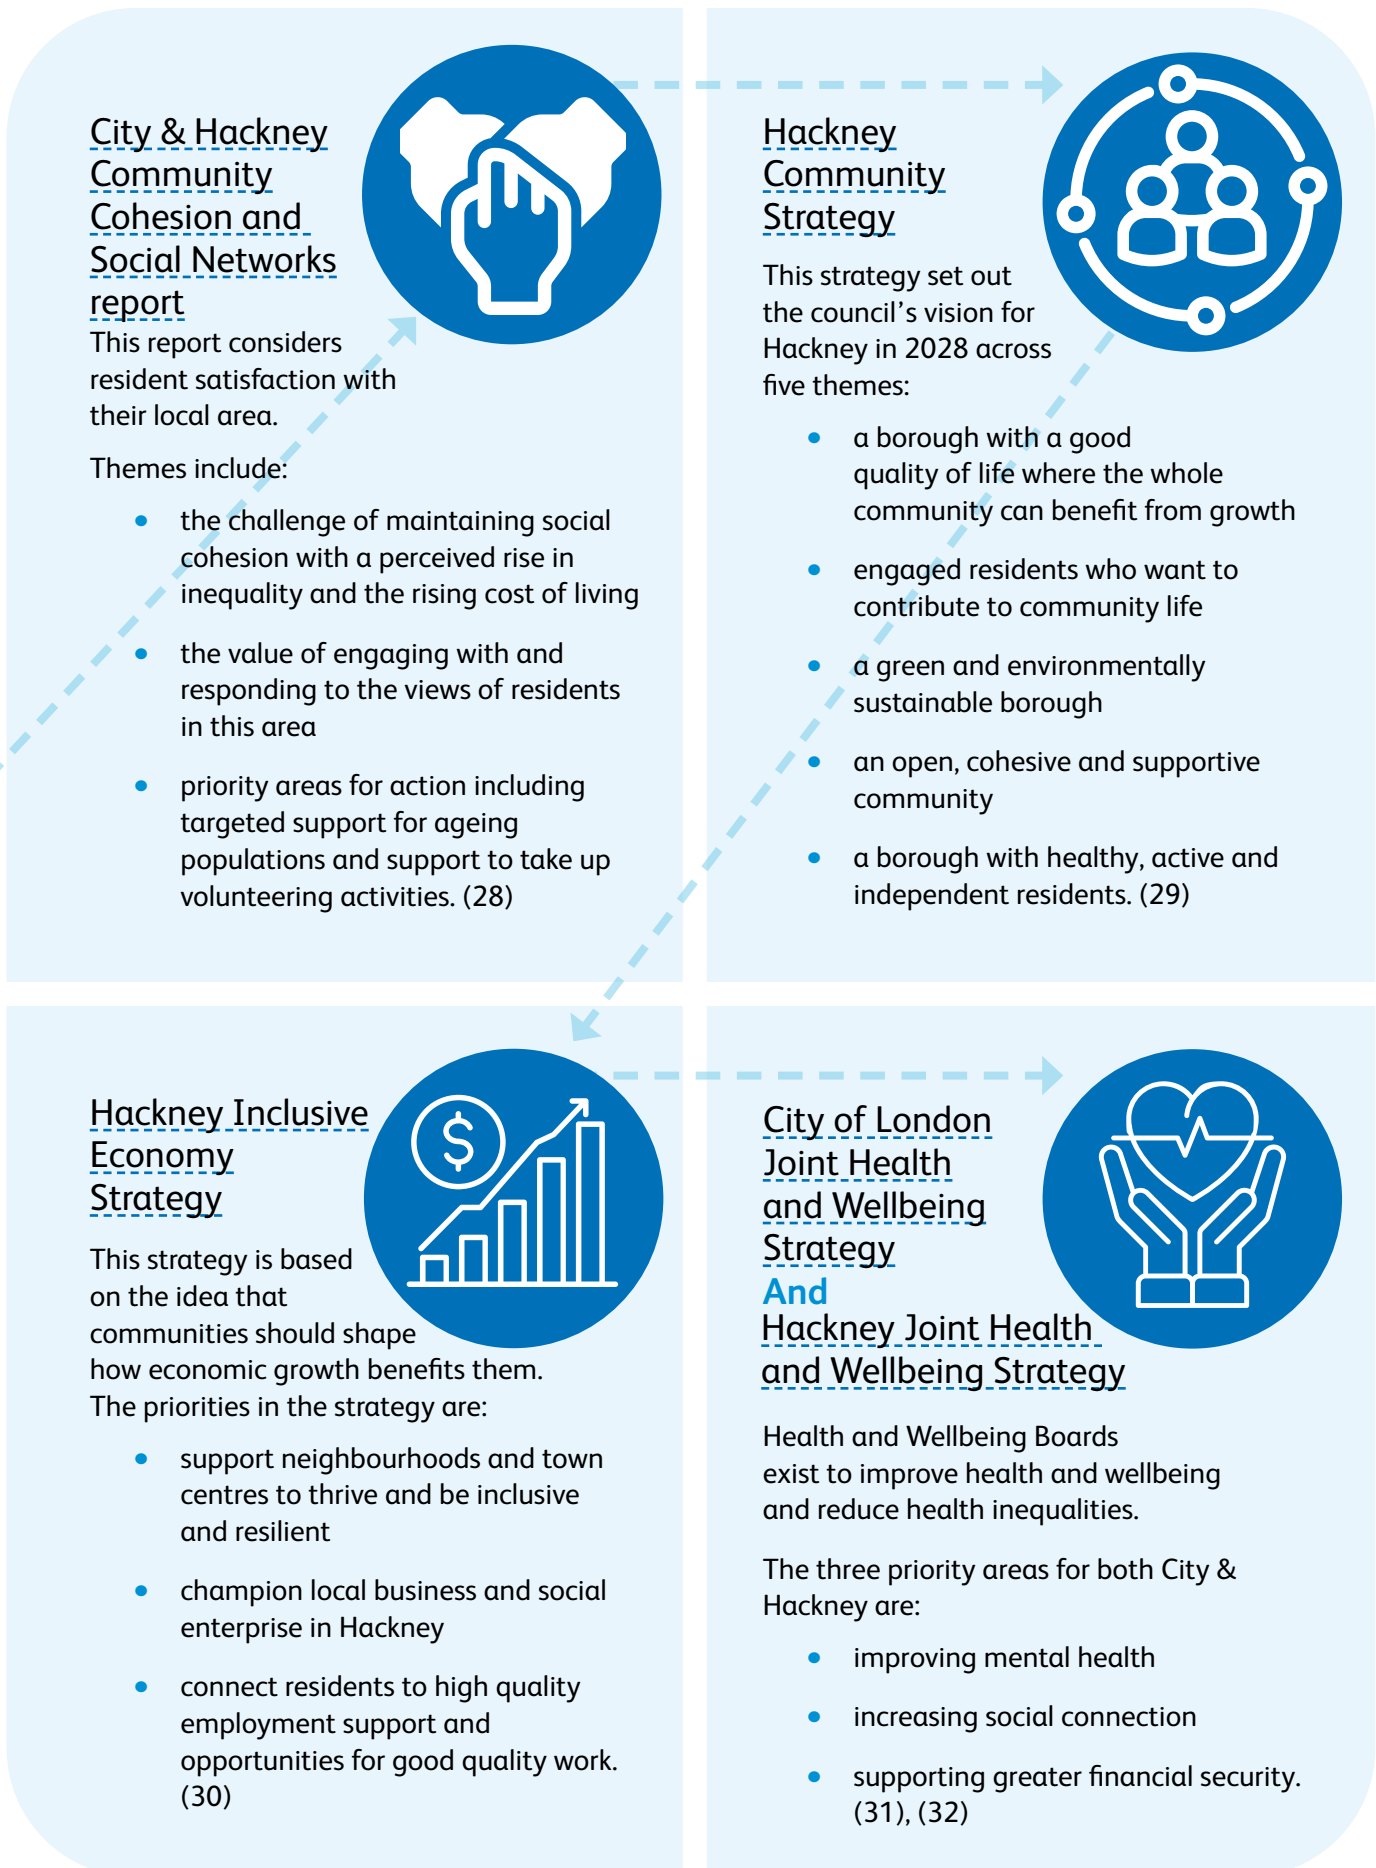 City & Hackney
Community
Cohesion and
Social Networks
report
This report considers
resident satisfaction with
their local area.
Themes include:
• the challenge of maintaining social
cohesion with a perceived rise in
inequality and the rising cost of living
• the value of engaging with and
responding to the views of residents
in this area
• priority areas for action including
targeted support for ageing
populations and support to take up
volunteering activities. (28)
Hackney
Community
Strategy
This strategy set out
the council’s vision for
Hackney in 2028 across
five themes:
• a borough with a good
quality of life where the whole
community can benefit from growth
• engaged residents who want to
contribute to community life
• a green and environmentally
sustainable borough
• an open, cohesive and supportive
community
• a borough with healthy, active and
independent residents. (29)
Hackney Inclusive
Economy
Strategy
$
This strategy is based
on the idea that
communities should shape
how economic growth benefits them.
The priorities in the strategy are:
• support neighbourhoods and town
centres to thrive and be inclusive
and resilient
• champion local business and social
enterprise in Hackney
• connect residents to high quality
employment support and
opportunities for good quality work.
(30)
City of London
Joint Health
and Wellbeing
Strategy
And
Hackney Joint Health
and Wellbeing Strategy
Health and Wellbeing Boards
exist to improve health and wellbeing
and reduce health inequalities.
The three priority areas for both City &
Hackney are:
• improving mental health
• increasing social connection
• supporting greater financial security.
(31), (32)